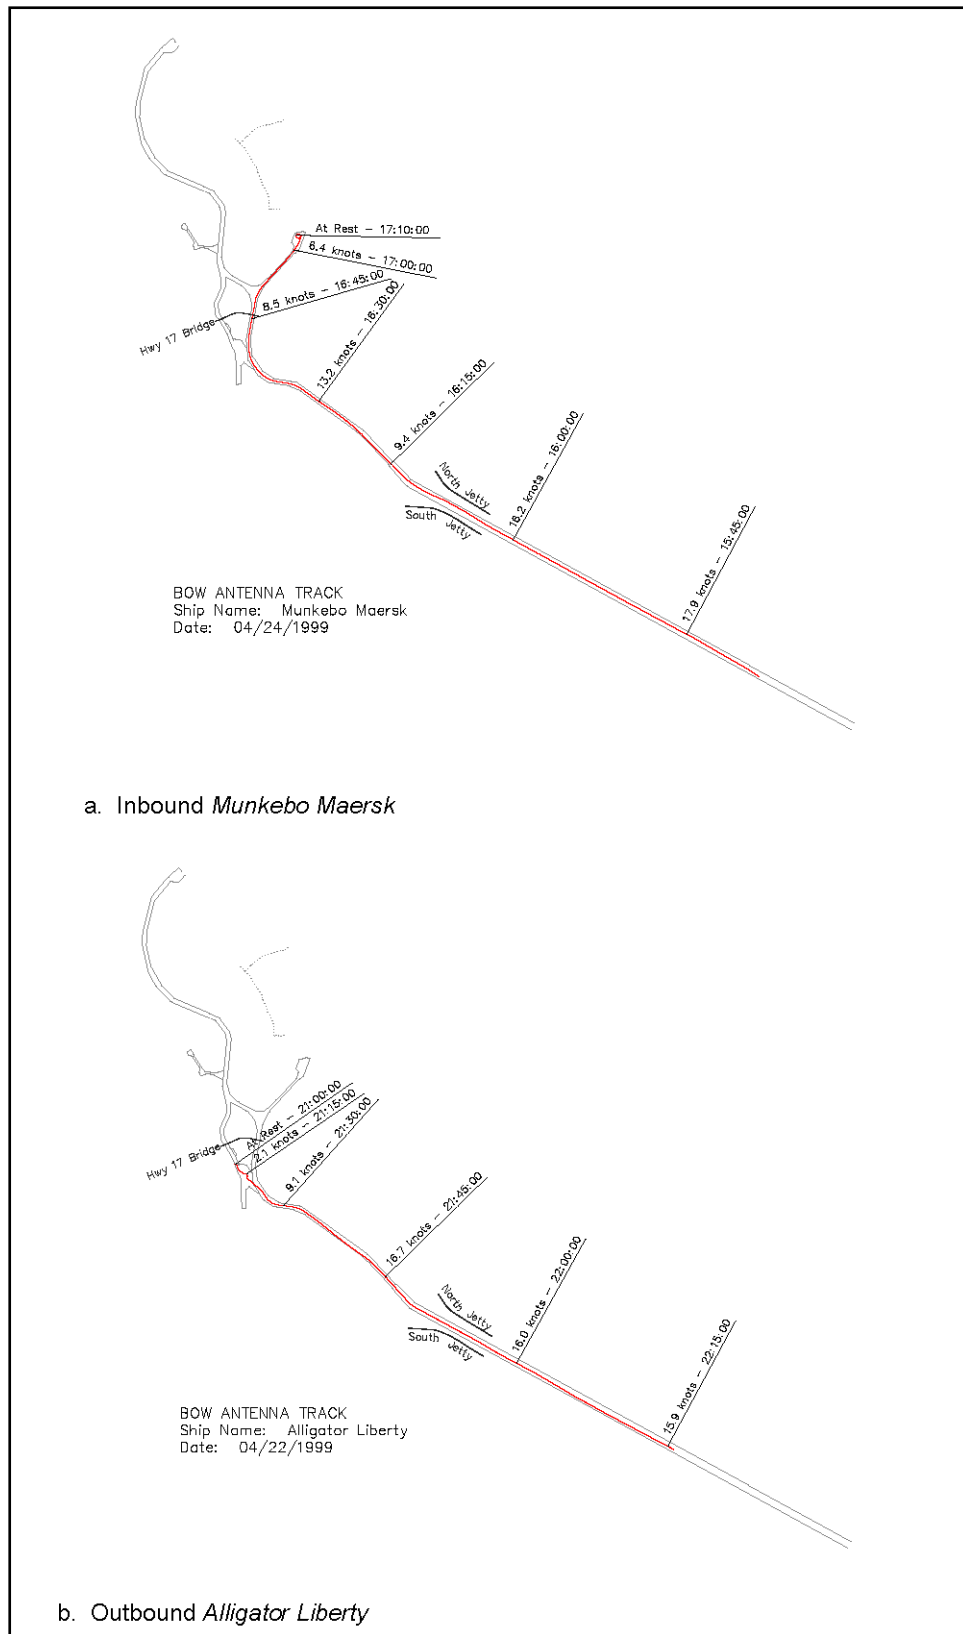 At Rest - 17:10:00
6.4 knots - 17:00:00
8.5 knots - 16:45:00
Hwy 17 Bridge
13.2 knots - 16:30:00
9.4 knots - 16:15:00
16.2 knots - 16:00:00
North Jetty
South Jetty
17.9 knots - 15:45:00
BOW ANTENNA TRACK
Ship Name: Munkebo Maersk
Date: 04/24/1999
a. Inbound Munkebo Maersk
At Rest - 21:00:00
2.1 knots - 21:15:00
9.1 knots - 21:30:00
Hwy 17 Bridge
16.7 knots - 21:45:00
16.0 knots - 22:00:00
North Jetty
South Jetty
15.9 knots - 22:15:00
BOW ANTENNA TRACK
Ship Name: Alligator Liberty
Date: 04/22/1999
b. Outbound Alligator Liberty